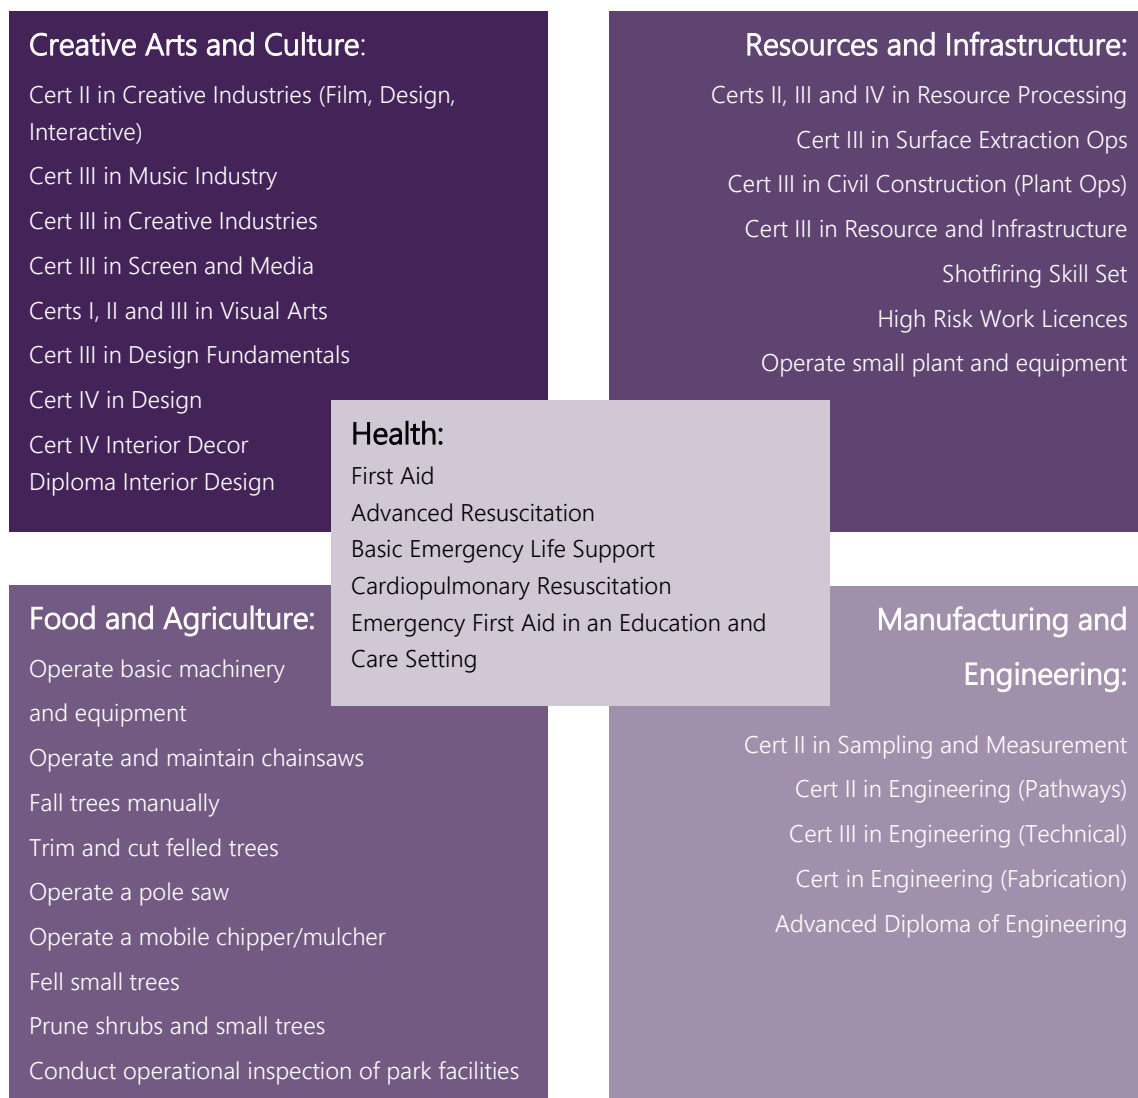 Creative Arts and Culture:
Cert II in Creative Industries (Film, Design,
Interactive)
Cert III in Music Industry
Cert III in Creative Industries
Cert III in Screen and Media
Certs I, II and III in Visual Arts
Cert III in Design Fundamentals
Cert IV in Design
Cert IV Interior Decor
Diploma Interior Design
Resources and Infrastructure:
Certs II, III and IV in Resource Processing
Cert III in Surface Extraction Ops
Cert III in Civil Construction (Plant Ops)
Cert III in Resource and Infrastructure
Shotfiring Skill Set
High Risk Work Licences
Operate small plant and equipment
Health:
First Aid
Advanced Resuscitation
Basic Emergency Life Support
Cardiopulmonary Resuscitation
Emergency First Aid in an Education and
Care Setting
Food and Agriculture:
Operate basic machinery
and equipment
Operate and maintain chainsaws
Fall trees manually
Trim and cut felled trees
Operate a pole saw
Operate a mobile chipper/mulcher
Fell small trees
Prune shrubs and small trees
Conduct operational inspection of park facilities
Manufacturing and
Engineering:
Cert II in Sampling and Measurement
Cert II in Engineering (Pathways)
Cert III in Engineering (Technical)
Cert in Engineering (Fabrication)
Advanced Diploma of Engineering